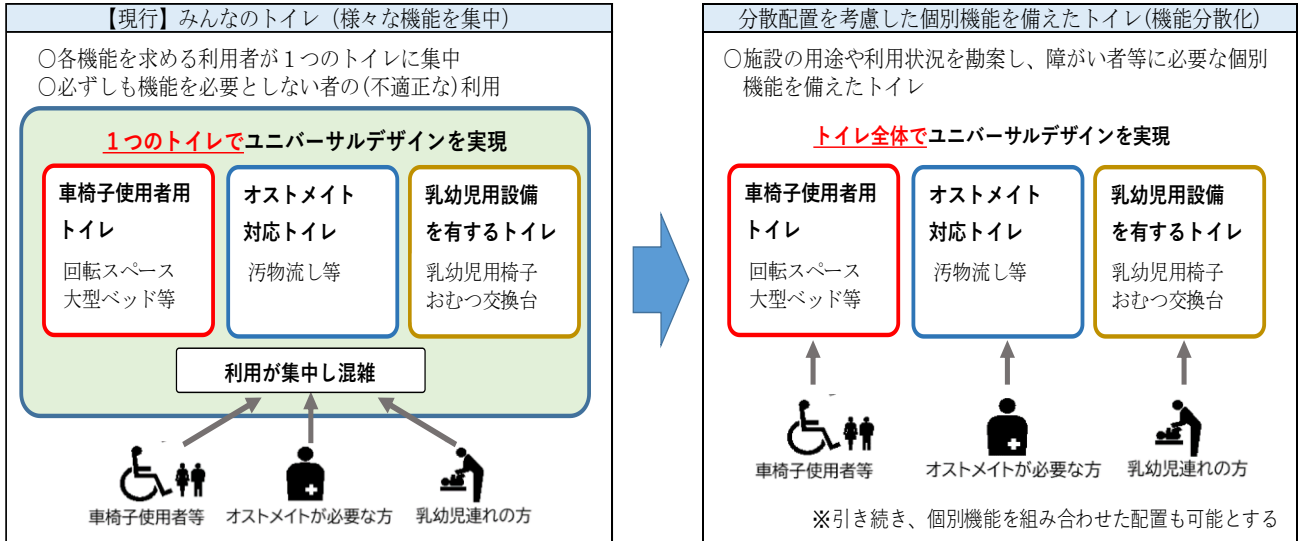 【現行】みんなのトイレ（様々な機能を集中）
○各機能を求める利用者が１つのトイレに集中
○必ずしも機能を必要としない者の(不適正な)利用
１つのトイレでユニバーサルデザインを実現
車椅子使用者用
トイレ
回転スペース
大型ベッド等
オストメイト
対応トイレ
汚物流し等
乳幼児用設備
を有するトイレ
乳幼児用椅子
おむつ交換台
利用が集中し混雑
車椅子使用者等
オストメイトが必要な方
乳幼児連れの方
分散配置を考慮した個別機能を備えたトイレ(機能分散化)
○施設の用途や利用状況を勘案し、障がい者等に必要な個別
機能を備えたトイレ
トイレ全体でユニバーサルデザインを実現
車椅子使用者用
トイレ
回転スペース
大型ベッド等
オストメイト
対応トイレ
汚物流し等
乳幼児用設備
を有するトイレ
乳幼児用椅子
おむつ交換台
車椅子使用者等
オストメイトが必要な方
乳幼児連れの方
※引き続き、個別機能を組み合わせた配置も可能とする